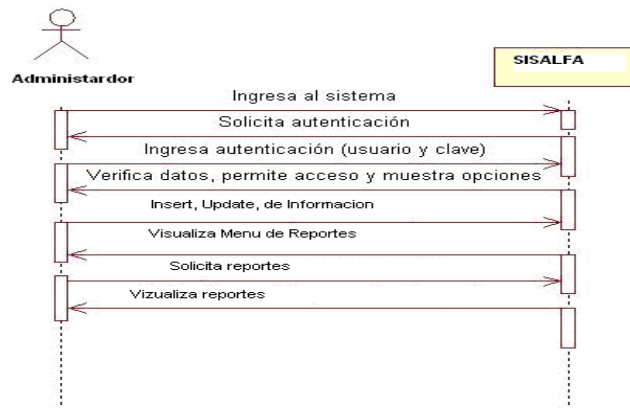 Administardor
SISALFA
Ingresa al sistema
Solicita autenticación
Ingresa autenticación (usuario y clave)
Verifica datos, permite acceso y muestra opciones
Insert, Update, de Informacion
Visualiza Menu de Reportes
Solicita reportes
Vizualiza reportes